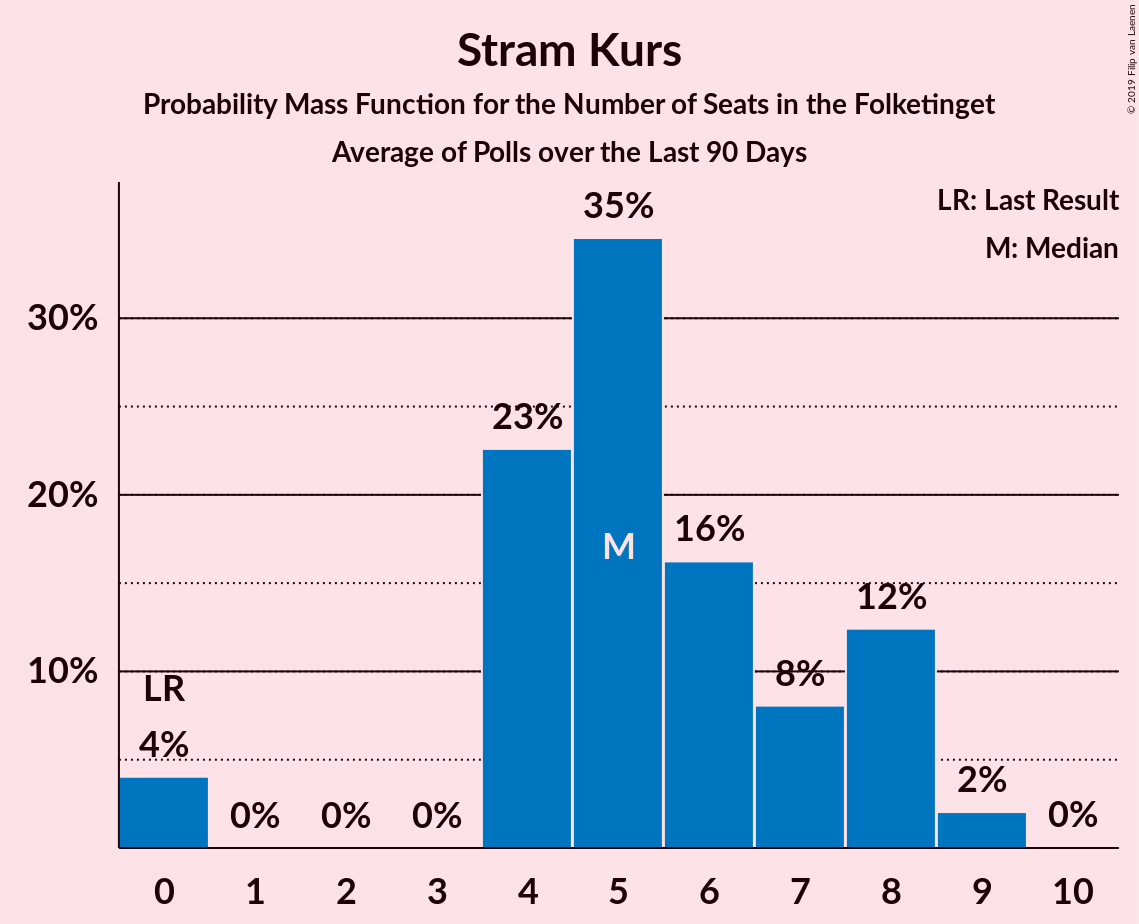 Stram Kurs
Probability Mass Function for the Number of Seats in the Folketinget
Average of Polls over the Last 90 Days
© 2019 Filip van Laenen
LR: Last Result
M: Median
35%
30%
23%
20%
16%
M
12%
10%
8%
LR
4%
2%
0%
0%
0%
0%
0 1 2 3 4 5 6 7 8 9 10